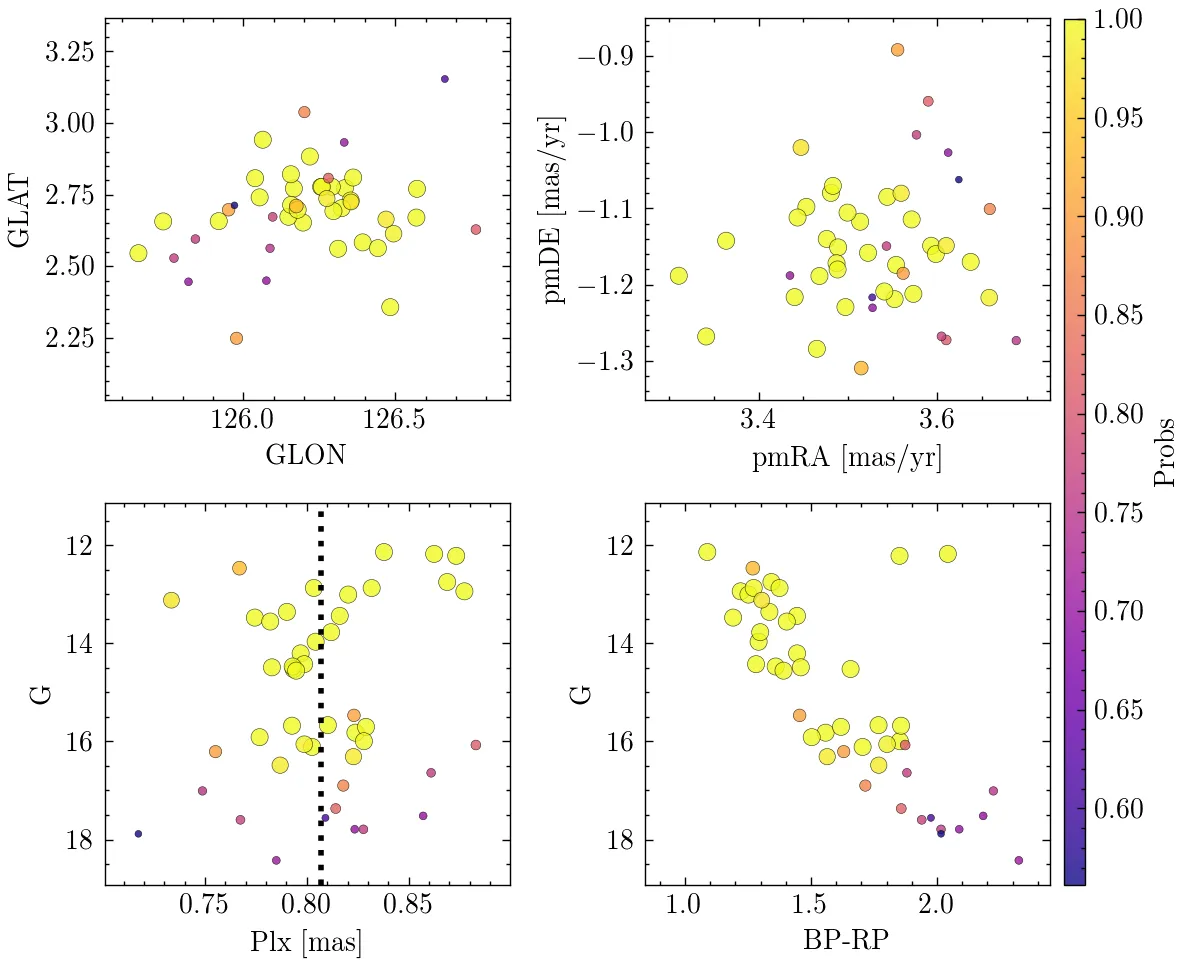 3.25
3.00
2.75
2.50
2.25
GLAT
126.0 126.5
GLON
−0.9
−1.0
−1.1
−1.2
−1.3
pmDE [mas/yr]
3.4 3.6
pmRA [mas/yr]
12
14
16
18
G
0.75 0.80 0.85
Plx [mas]
12
14
16
18
G
1.0 1.5 2.0
BP-RP
1.00
0.95
0.90
0.85
0.80
0.75
0.70
0.65
0.60
Probs